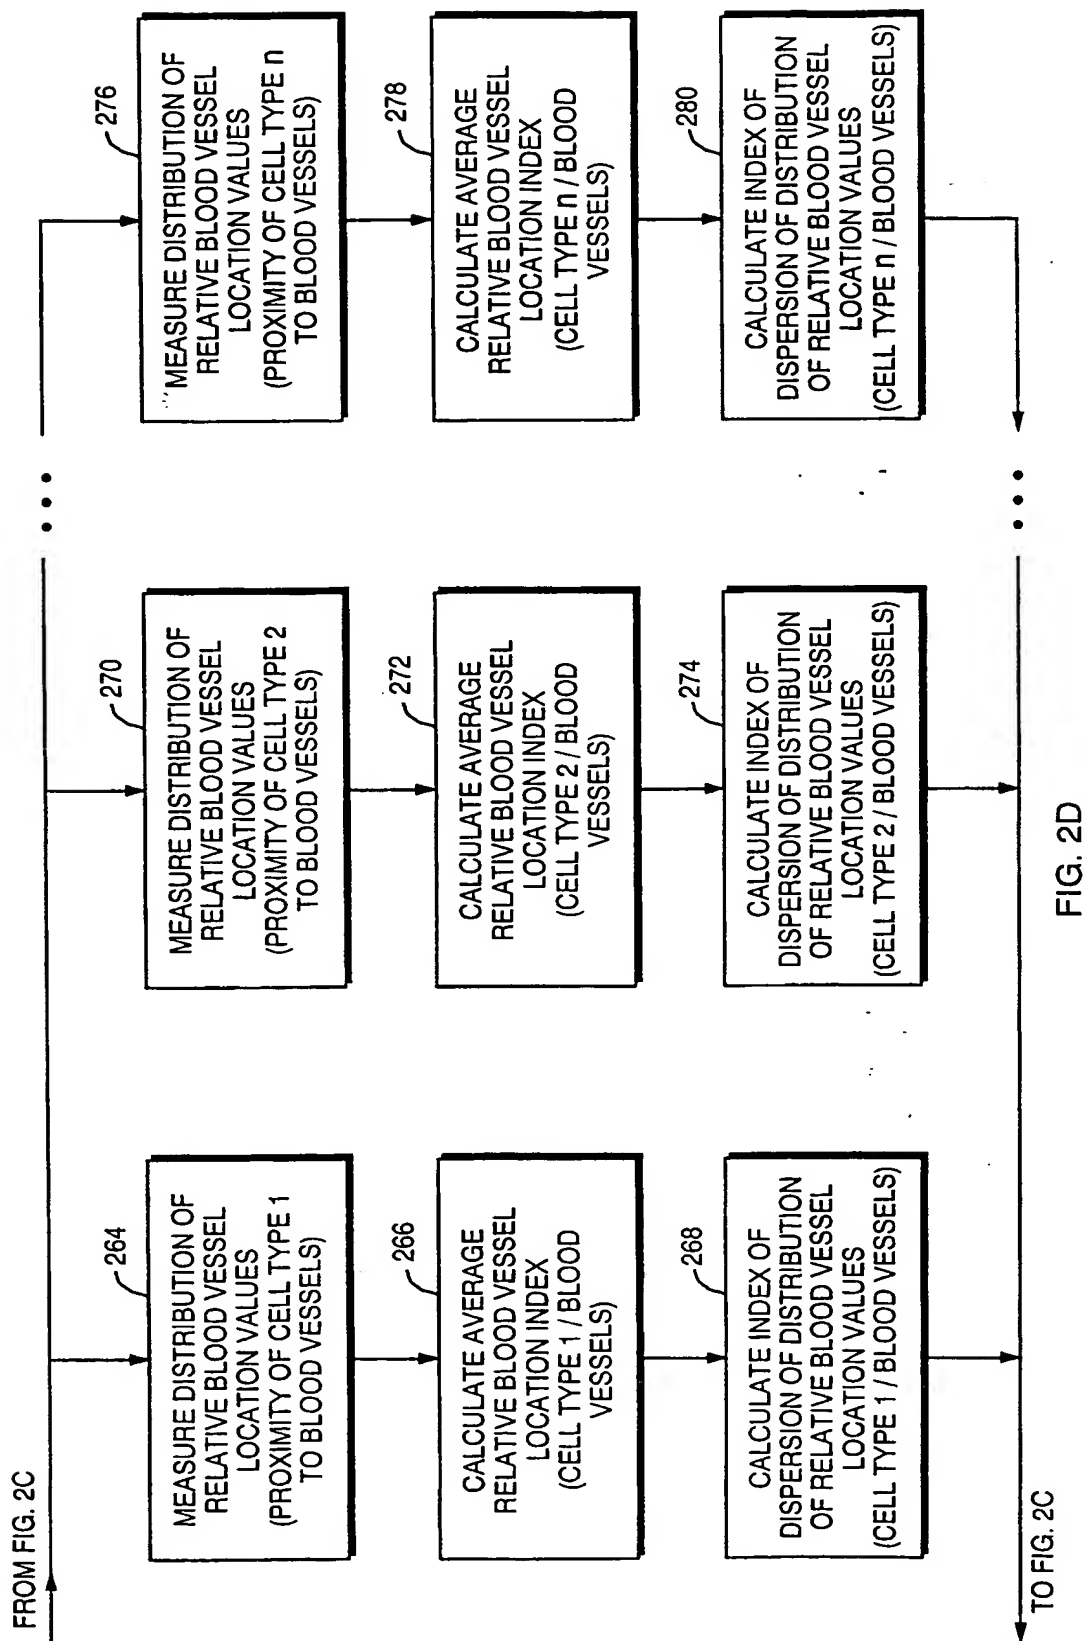 FROM FIG. 2C
264
MEASURE DISTRIBUTION OF
RELATIVE BLOOD VESSEL
LOCATION VALUES
(PROXIMITY OF CELL TYPE 1
TO BLOOD VESSELS)
266
CALCULATE AVERAGE
RELATIVE BLOOD VESSEL
LOCATION INDEX
(CELL TYPE 1 / BLOOD
VESSELS)
268
CALCULATE INDEX OF
DISPERSION OF DISTRIBUTION
OF RELATIVE BLOOD VESSEL
LOCATION VALUES
(CELL TYPE 1 / BLOOD VESSELS)
270
MEASURE DISTRIBUTION OF
RELATIVE BLOOD VESSEL
LOCATION VALUES
(PROXIMITY OF CELL TYPE 2
TO BLOOD VESSELS)
272
CALCULATE AVERAGE
RELATIVE BLOOD VESSEL
LOCATION INDEX
(CELL TYPE 2 / BLOOD
VESSELS)
274
CALCULATE INDEX OF
DISPERSION OF DISTRIBUTION
OF RELATIVE BLOOD VESSEL
LOCATION VALUES
(CELL TYPE 2 / BLOOD VESSELS)
• • •
276
MEASURE DISTRIBUTION OF
RELATIVE BLOOD VESSEL
LOCATION VALUES
(PROXIMITY OF CELL TYPE n
TO BLOOD VESSELS)
278
CALCULATE AVERAGE
RELATIVE BLOOD VESSEL
LOCATION INDEX
(CELL TYPE n / BLOOD
VESSELS)
280
CALCULATE INDEX OF
DISPERSION OF DISTRIBUTION
OF RELATIVE BLOOD VESSEL
LOCATION VALUES
(CELL TYPE n / BLOOD VESSELS)
• • •
TO FIG. 2C
FIG. 2D